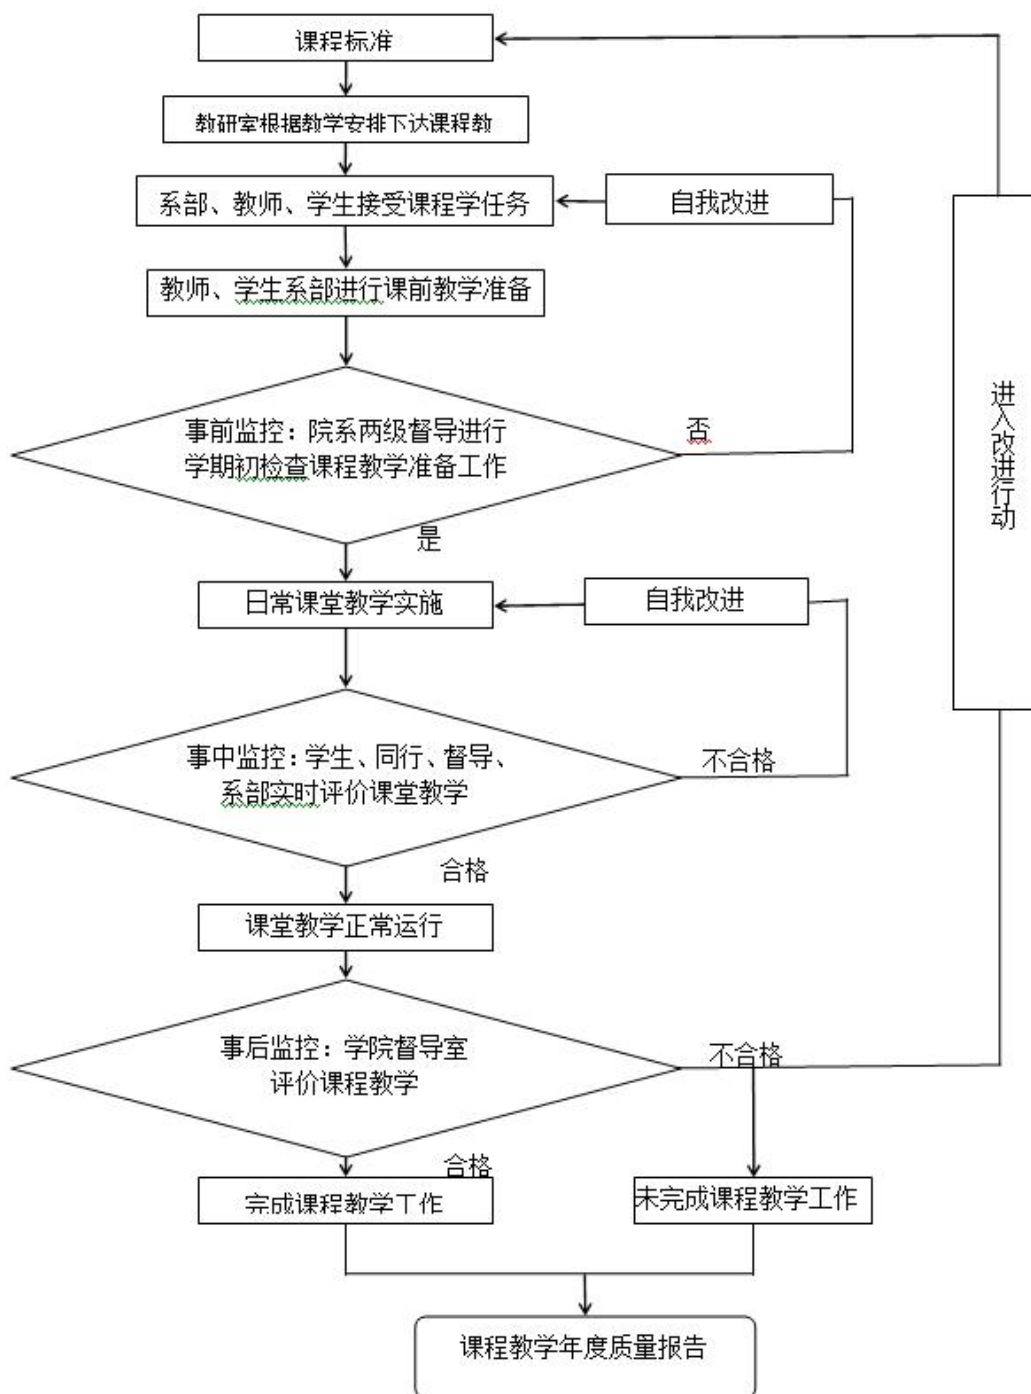 课程标准
教研室根据教学安排下达课程教
系部、教师、学生接受课程学任务
自我改进
教师、学生系部进行课前教学准备
事前监控：院系两级督导进行
学期初检查课程教学准备工作
否
是
进入改进行动
日常课堂教学实施
自我改进
事中监控：学生、同行、督导、
系部实时评价课堂教学
不合格
合格
课堂教学正常运行
事后监控：学院督导室
评价课程教学
不合格
合格
完成课程教学工作
未完成课程教学工作
课程教学年度质量报告